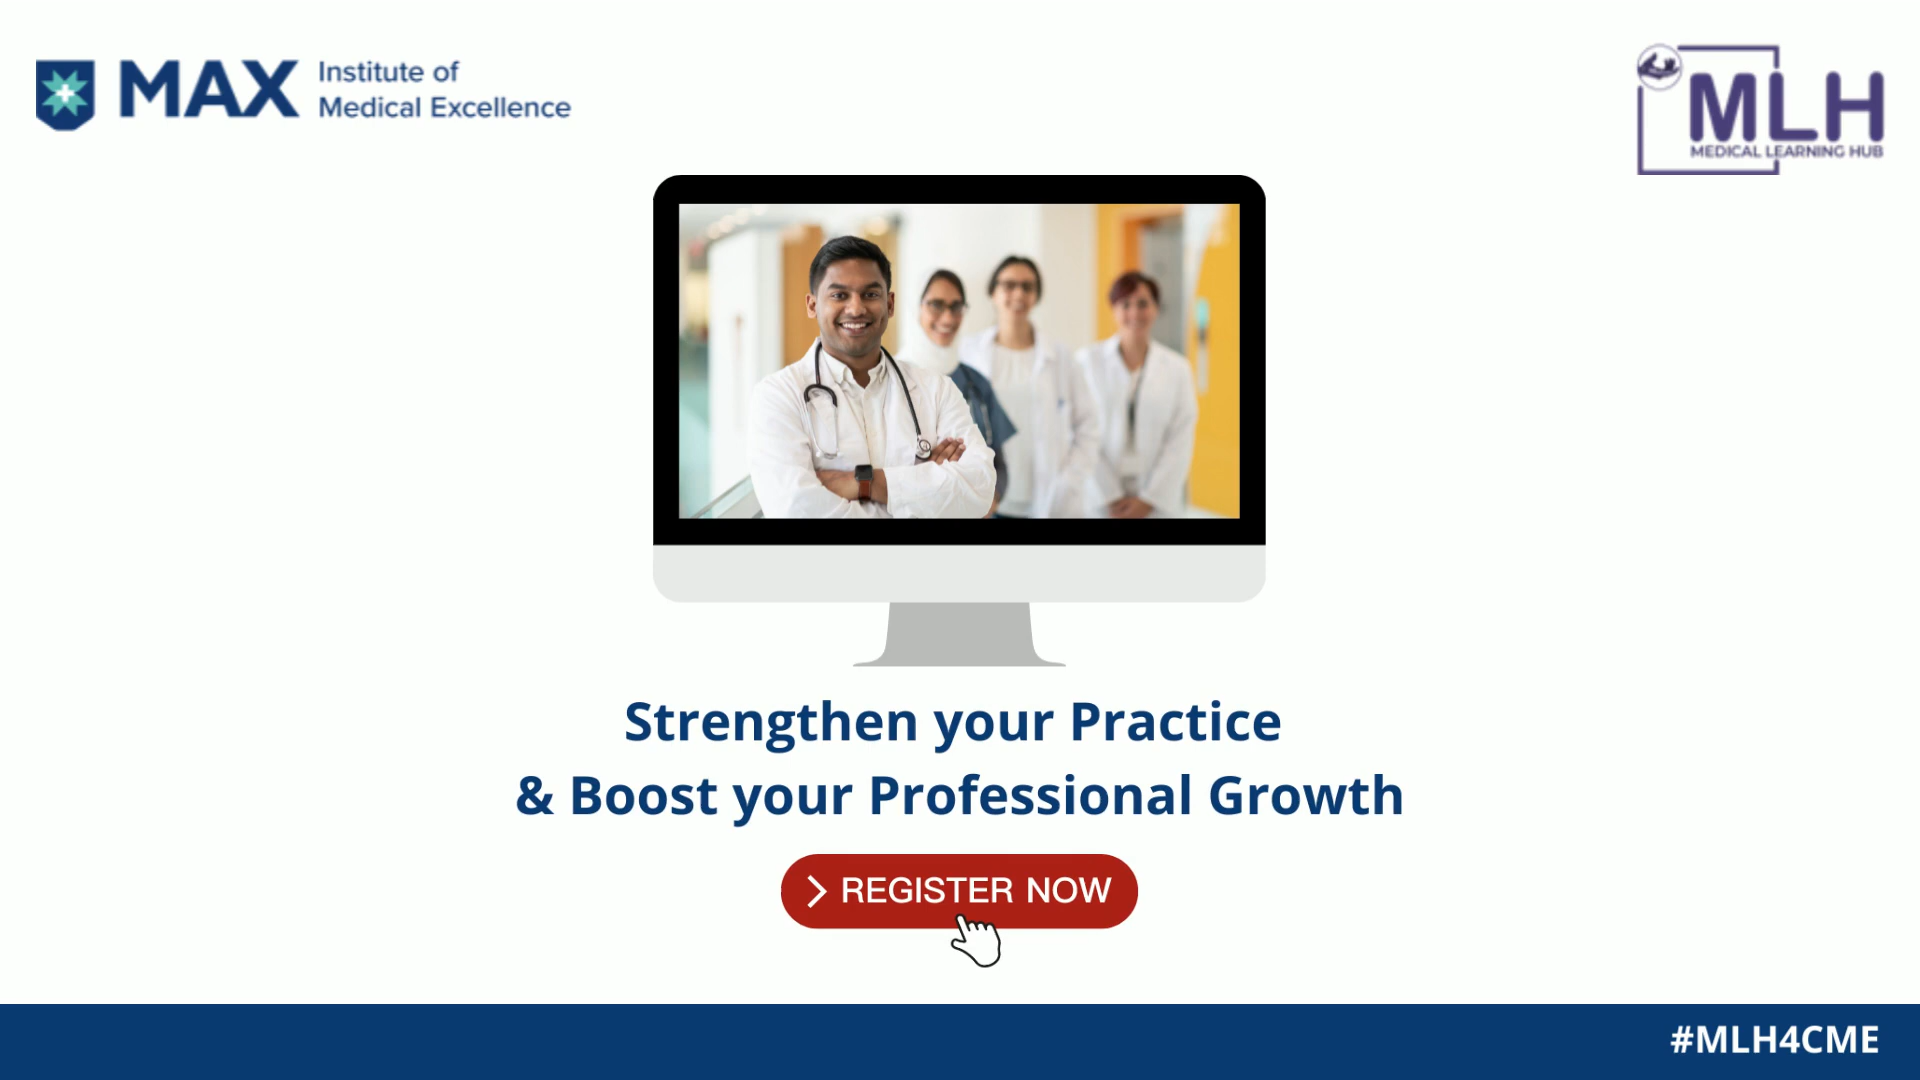 MAX
Institute of
Medical Excellence
MLH
MEDICAL LEARNING HUB
Strengthen your Practice
& Boost your Professional Growth
REGISTER NOW
#MLH4CME